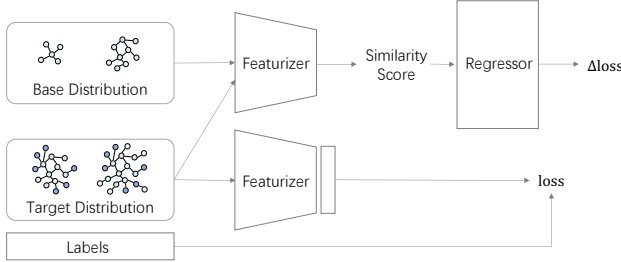 Base Distribution
Featurizer
Similarity
Score
Regressor
Δloss
Target Distribution
Featurizer
loss
Labels